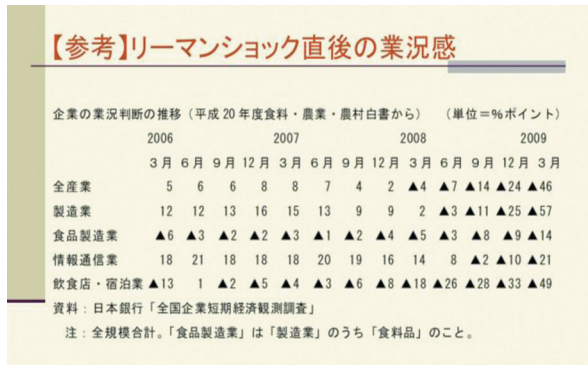 【参考】リーマンショック直後の業況感
企業の業況判断の推移（平成20年度食料・農業・農村白書から） （単位＝%ポイント）
2006 2007 2008 2009
3月 6月 9月 12月 3月 6月 9月 12月 3月 6月 9月 12月 3月
全産業 5 6 6 8 8 7 4 2 ▲4 ▲7 ▲14 ▲24 ▲46
製造業 12 12 13 16 15 13 9 9 2 ▲3 ▲11 ▲25 ▲57
食品製造業 ▲6 ▲3 ▲2 ▲2 ▲3 ▲1 ▲2 ▲4 ▲5 ▲3 ▲8 ▲9 ▲14
情報通信業 18 21 18 18 18 20 19 16 14 8 ▲2 ▲10 ▲21
飲食店・宿泊業 ▲13 1 ▲2 ▲5 ▲4 ▲3 ▲6 ▲8 ▲18 ▲26 ▲28 ▲33 ▲49
資料：日本銀行「全国企業短期経済観測調査」
注：全規模合計。「食品製造業」は「製造業」のうち「食料品」のこと。